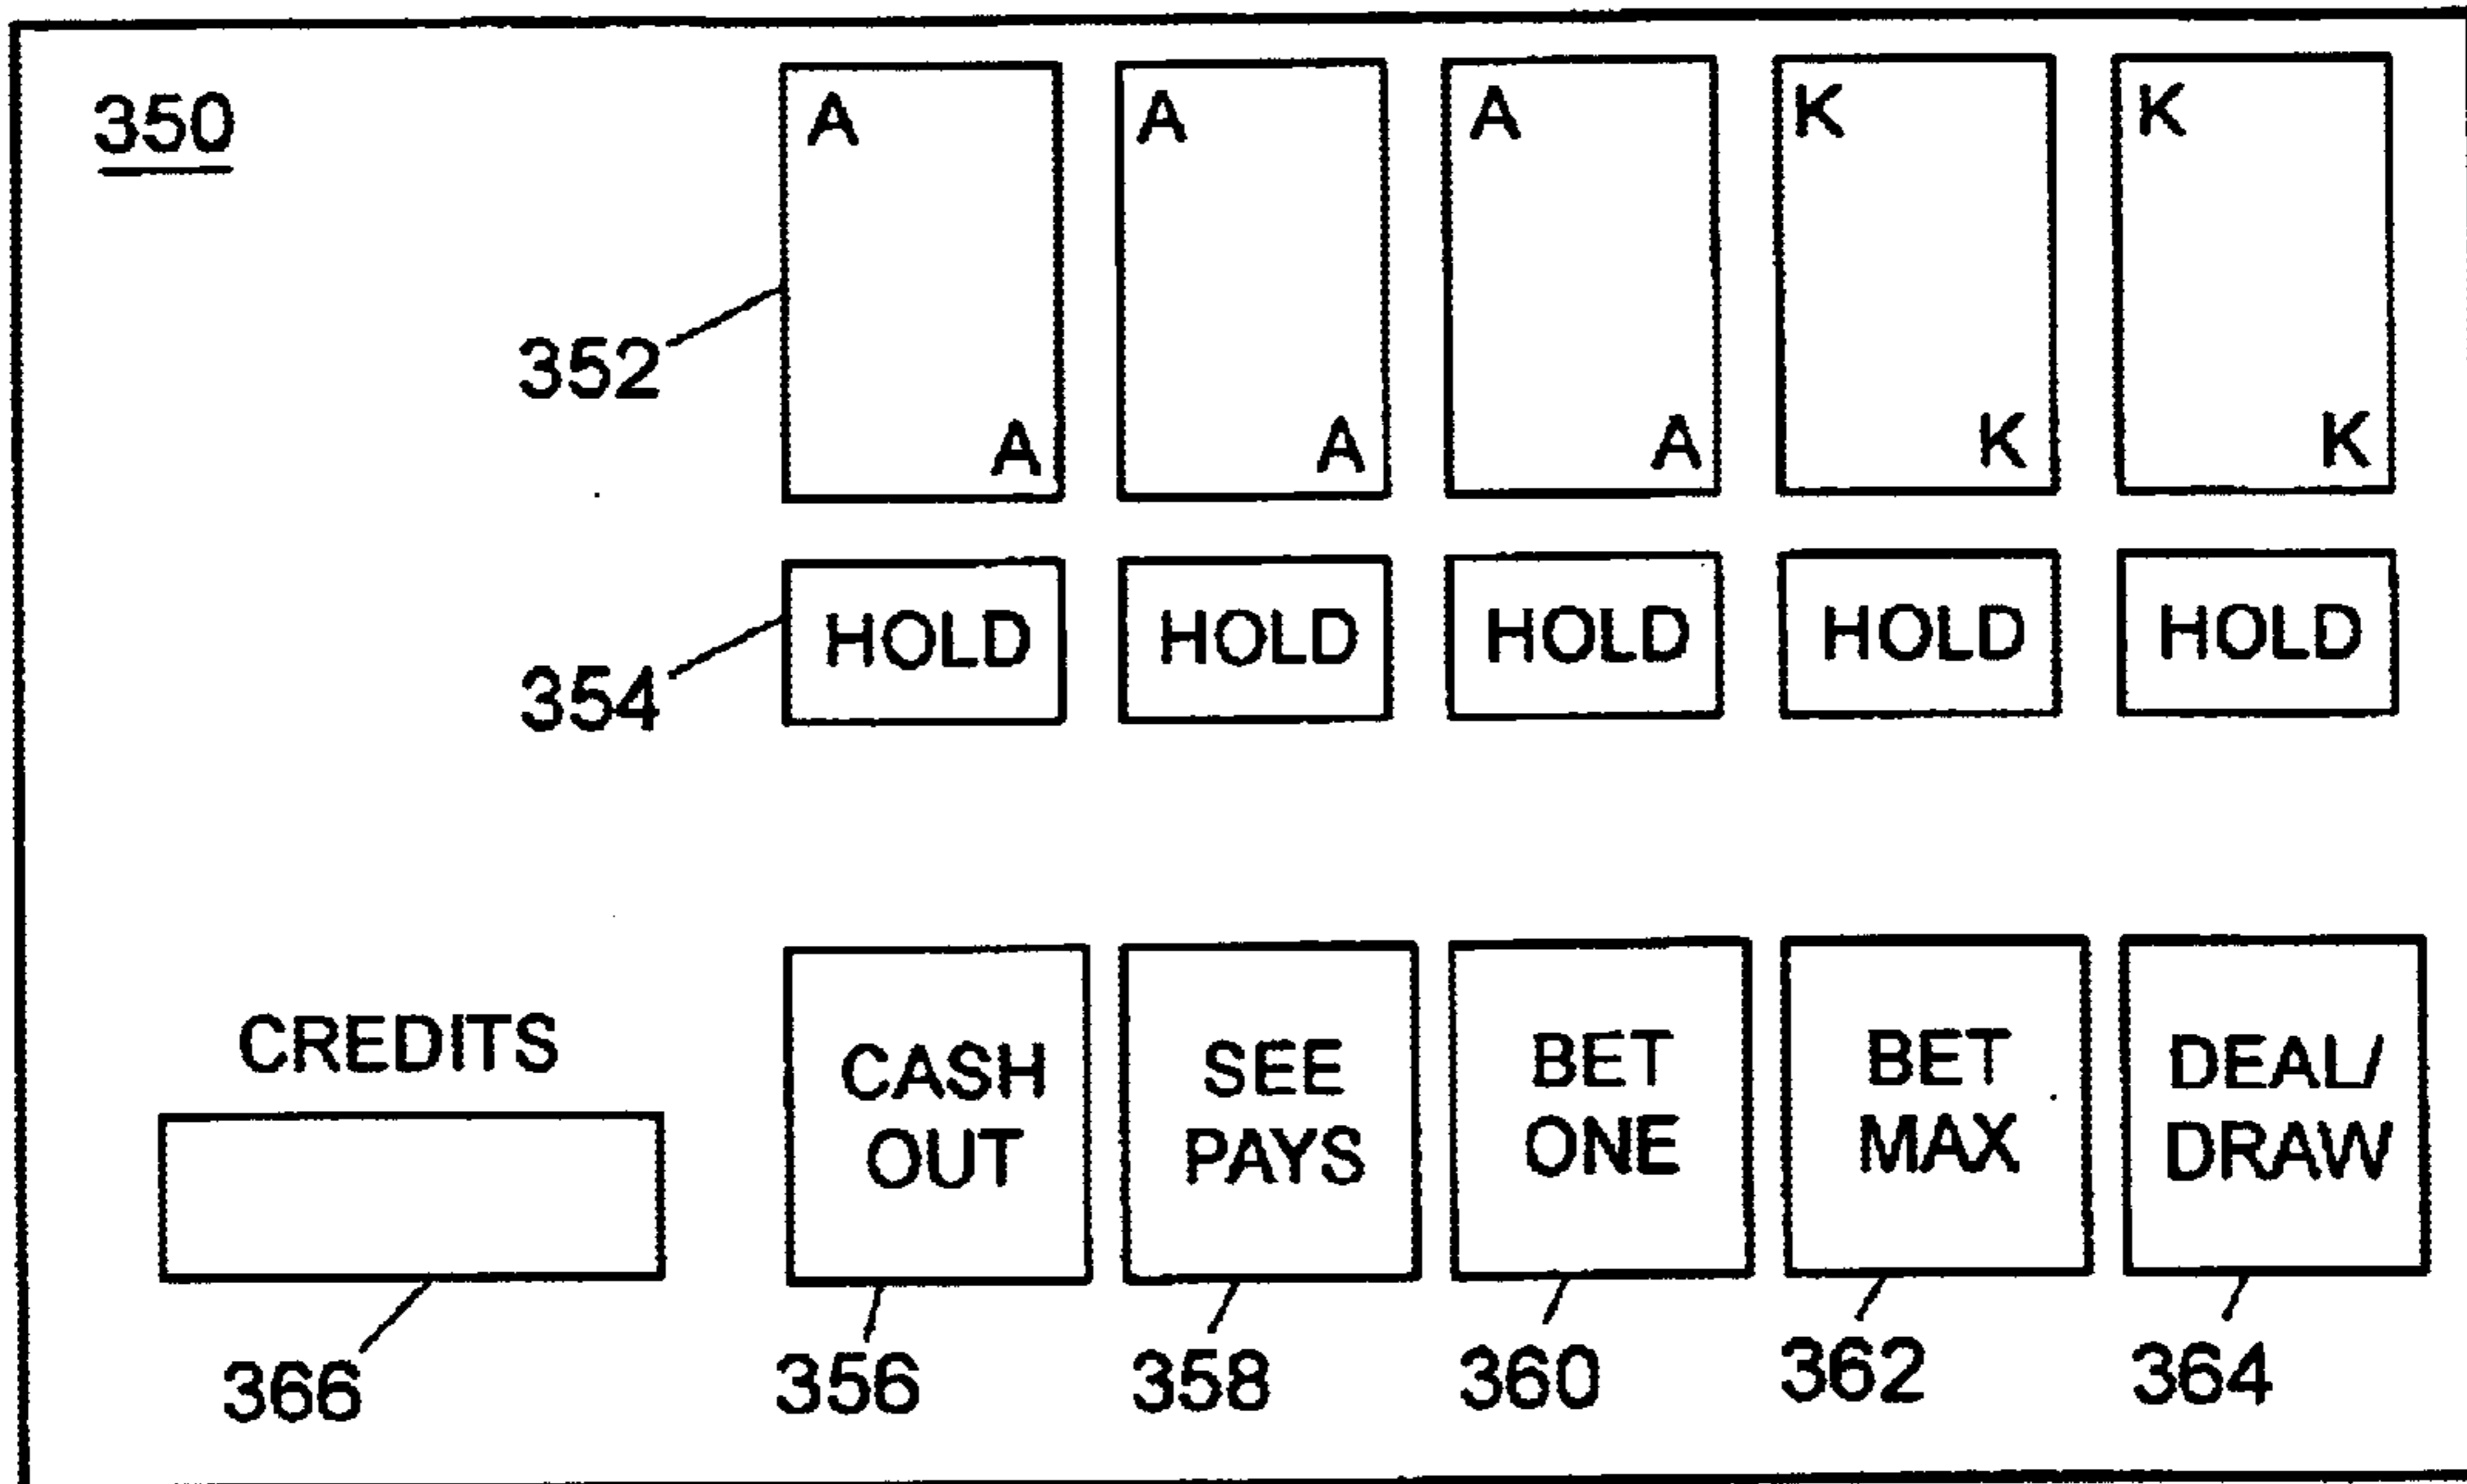 350
A A A K K
352
A A A K K
354
HOLD HOLD HOLD HOLD HOLD
CREDITS
CASH OUT
SEE PAYS
BET ONE
BET MAX
DEAL/
DRAW
366 356 358 360 362 364